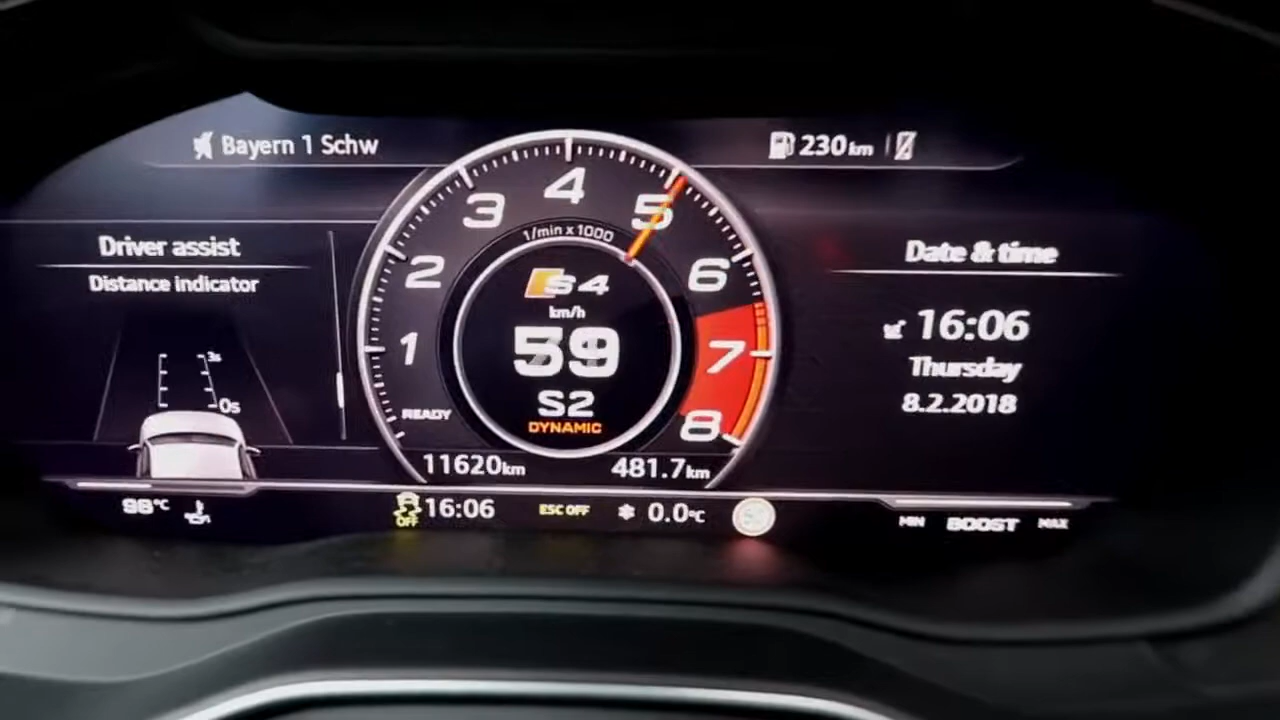 Bayern 1 Schw
230 km
Driver assist
Distance indicator
3s
0s
1
2
3
4
5
6
7
8
1/min x 1000
S4
km/h
59
S2
DYNAMIC
READY
11620km
481.7km
Date & time
16:06
Thursday
8.2.2018
98°C
OFF
16:06
ESC OFF
0.0°C
MIN BOOST MAX